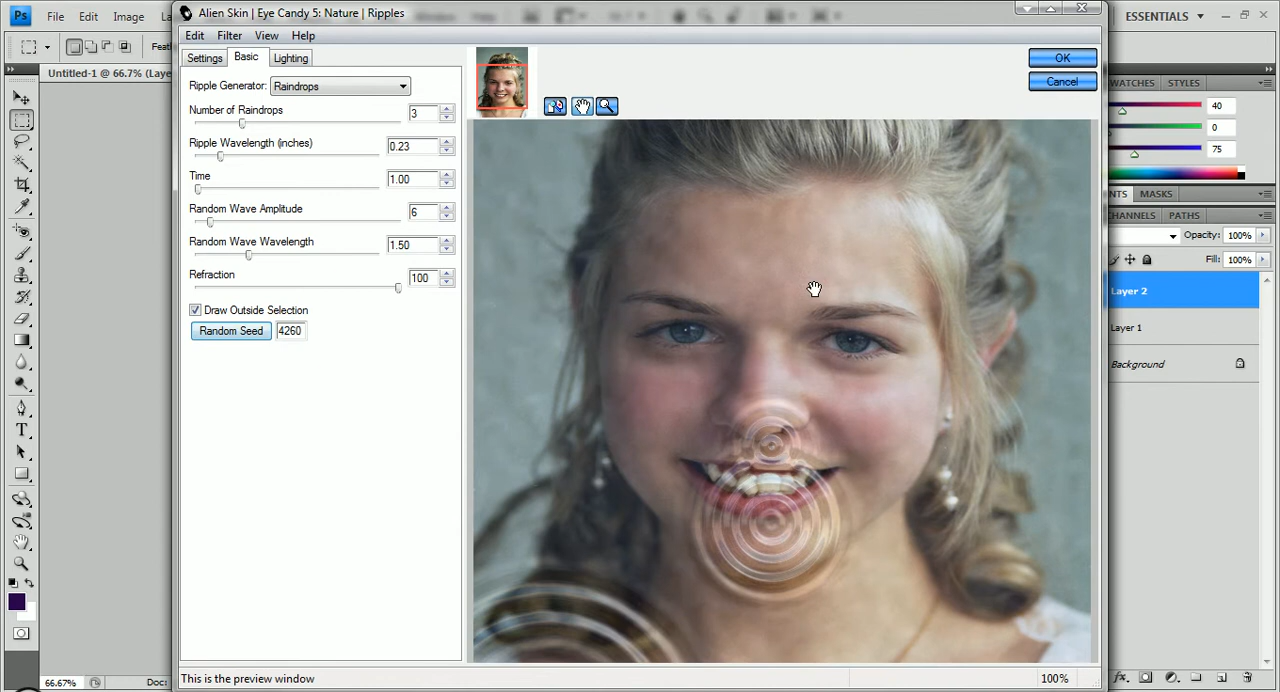 Ps
File Edit Image La
ESSENTIALS
Feath
Untitled-1 @ 66.7% (Laye
Alien Skin | Eye Candy 5: Nature | Ripples
Edit Filter View Help
Settings Basic Lighting
Ripple Generator: Raindrops
Number of Raindrops 3
Ripple Wavelength (inches) 0.23
Time 1.00
Random Wave Amplitude 6
Random Wave Wavelength 1.50
Refraction 100
Draw Outside Selection
Random Seed 4260
OK
Cancel
WATCHES STYLES
40
0
75
NTS MASKS
CHANNELS PATHS
Opacity: 100%
Fill: 100%
Layer 2
Layer 1
Background
T
fx
66.67% Doc:
This is the preview window 100%